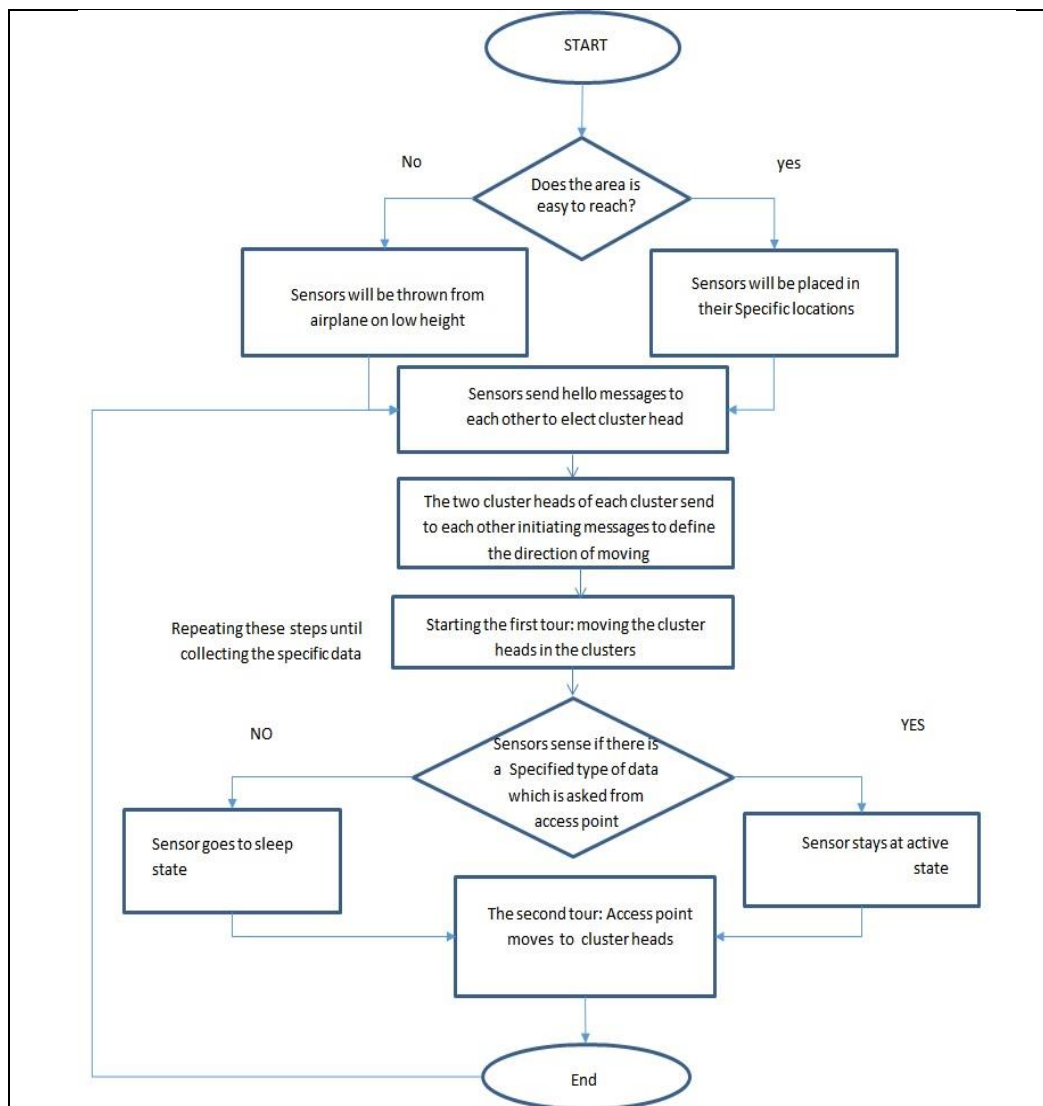 START
No
yes
Does the area is
easy to reach?
Sensors will be thrown from
airplane on low height
Sensors will be placed in
their Specific locations
Sensors send hello messages to
each other to elect cluster head
The two cluster heads of each cluster send
to each other initiating messages to define
the direction of moving
Repeating these steps until
collecting the specific data
Starting the first tour: moving the cluster
heads in the clusters
NO
YES
Sensors sense if there is
a Specified type of data
which is asked from
access point
Sensor goes to sleep
state
Sensor stays at active
state
The second tour: Access point
moves to cluster heads
End